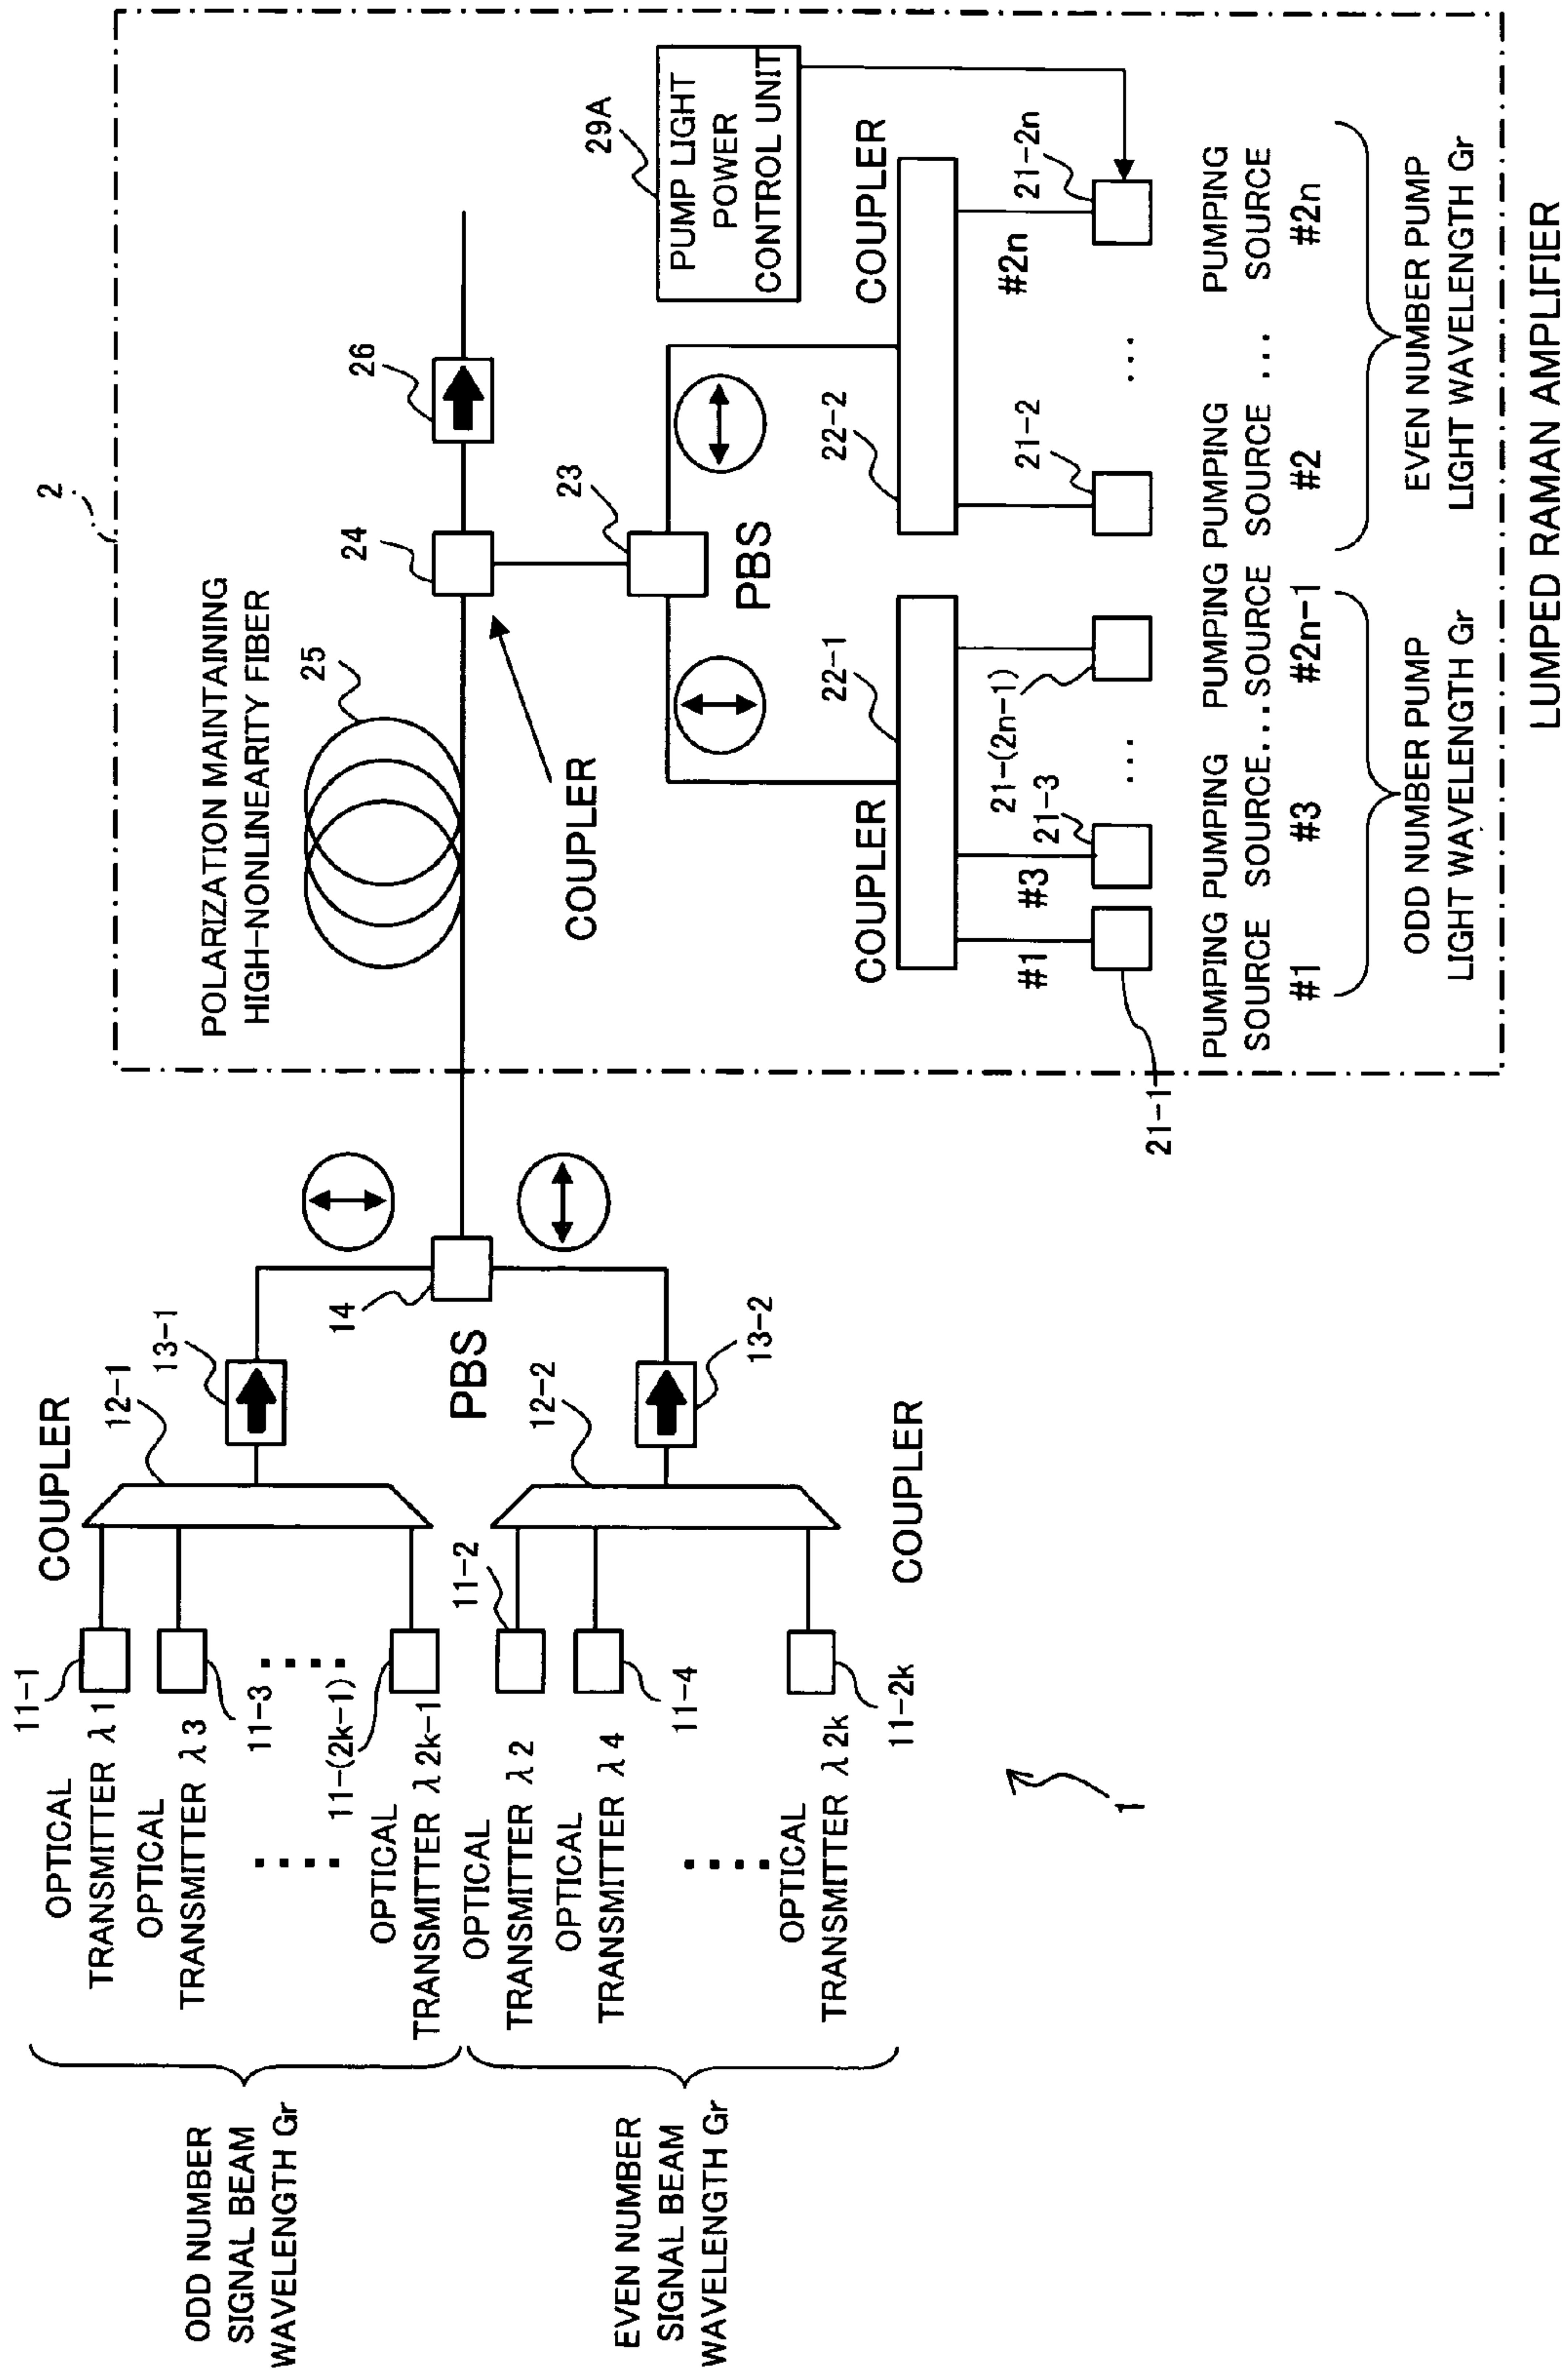 ODD NUMBER
SIGNAL BEAM
WAVELENGTH Gr
EVEN NUMBER
SIGNAL BEAM
WAVELENGTH Gr
OPTICAL
TRANSMITTER λ1
OPTICAL
TRANSMITTER λ3
OPTICAL
TRANSMITTER λ2k-1
OPTICAL
TRANSMITTER λ2
OPTICAL
TRANSMITTER λ4
OPTICAL
TRANSMITTER λ2k
11-1
11-3
11-(2k-1)
11-2
11-4
11-2k
1
COUPLER
12-1
12-2
COUPLER
13-1
13-2
14
PBS
2
POLARIZATION MAINTAINING
HIGH-NONLINEARITY FIBER
25
24
26
COUPLER
23
PBS
29A
PUMP LIGHT
POWER
CONTROL UNIT
COUPLER
22-1
22-2
COUPLER
#1
#3
21-3
21-(2n-1)
21-2
#2n
21-2n
21-1
...
...
PUMPING PUMPING PUMPING PUMPING PUMPING
SOURCE SOURCE...SOURCE SOURCE ... SOURCE
#1 #3 #2n-1 #2 #2n
ODD NUMBER PUMP
LIGHT WAVELENGTH Gr
EVEN NUMBER PUMP
LIGHT WAVELENGTH Gr
LUMPED RAMAN AMPLIFIER